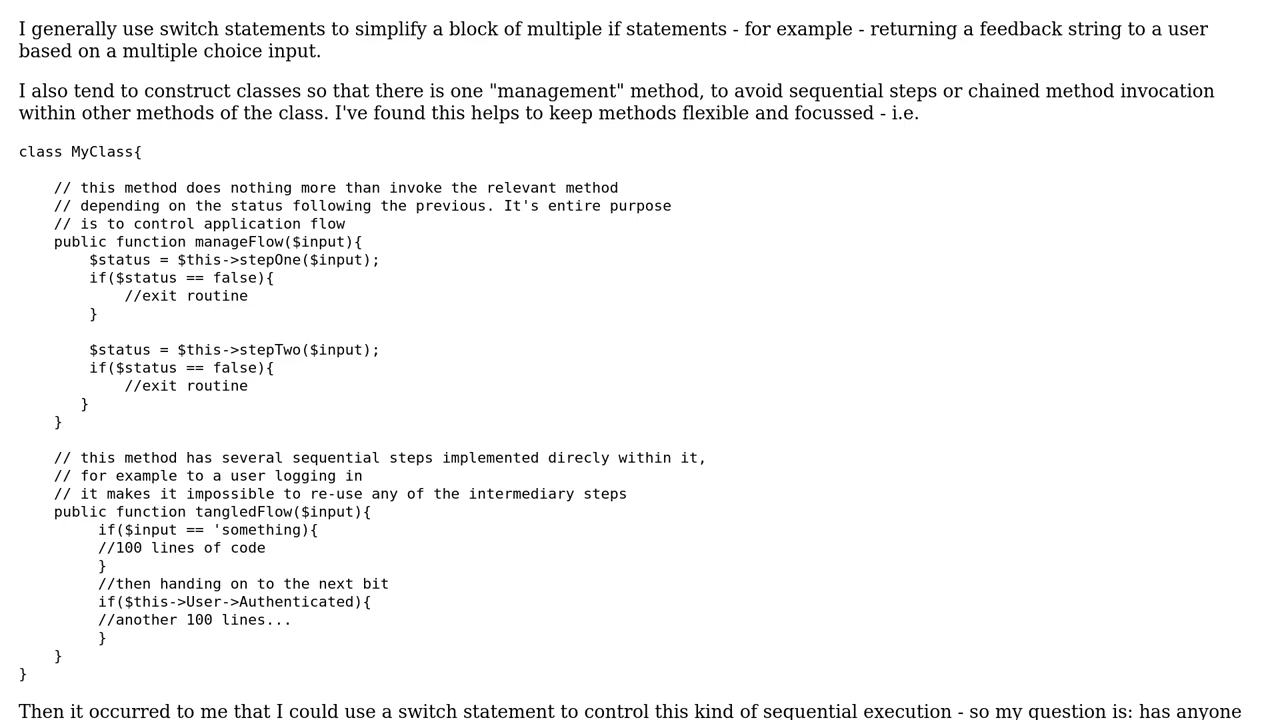 I generally use switch statements to simplify a block of multiple if statements - for example - returning a feedback string to a user
based on a multiple choice input.
I also tend to construct classes so that there is one "management" method, to avoid sequential steps or chained method invocation
within other methods of the class. I've found this helps to keep methods flexible and focussed - i.e.
class MyClass{
    // this method does nothing more than invoke the relevant method
    // depending on the status following the previous. It's entire purpose
    // is to control application flow
    public function manageFlow($input){
        $status = $this->stepOne($input);
        if($status == false){
            //exit routine
        }
        $status = $this->stepTwo($input);
        if($status == false){
            //exit routine
       }
    }
    // this method has several sequential steps implemented direcly within it,
    // for example to a user logging in
    // it makes it impossible to re-use any of the intermediary steps
    public function tangledFlow($input){
         if($input == 'something){
         //100 lines of code
         }
         //then handing on to the next bit
         if($this->User->Authenticated){
         //another 100 lines...
         }
    }
}
Then it occurred to me that I could use a switch statement to control this kind of sequential execution - so my question is: has anyone